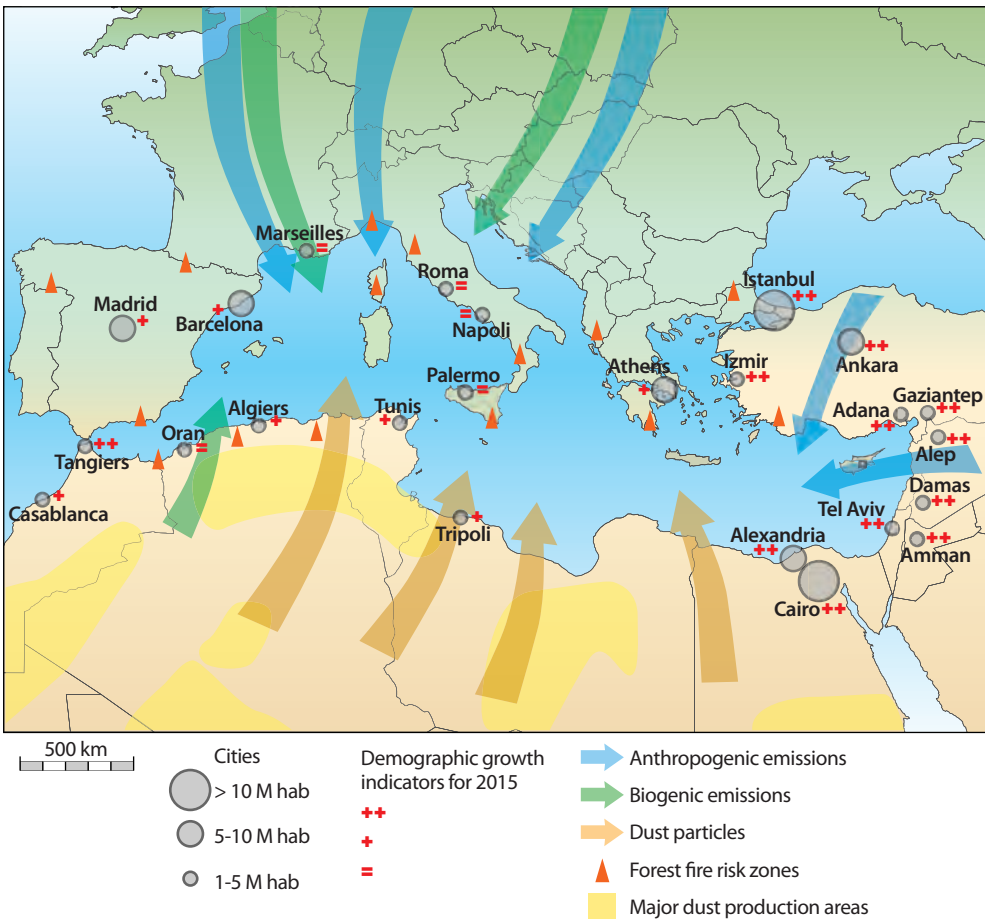 Marseilles
=
Roma
=
=
Napoli
Istanbul
++
Madrid
+
+
Barcelona
Ankara
++
Athens
+
Izmir
++
Palermo
=
Gaziantep
++
Adana
++
Algiers
+
Tunis
+
Oran
=
Alep
++
Tangiers
++
Damas
++
Casablanca
+
Tel Aviv
++
Tripoli
+
Alexandria
++
Amman
++
Cairo ++
500 km
Cities
> 10 M hab
5-10 M hab
1-5 M hab
Demographic growth
indicators for 2015
++
+
=
Anthropogenic emissions
Biogenic emissions
Dust particles
Forest fire risk zones
Major dust production areas